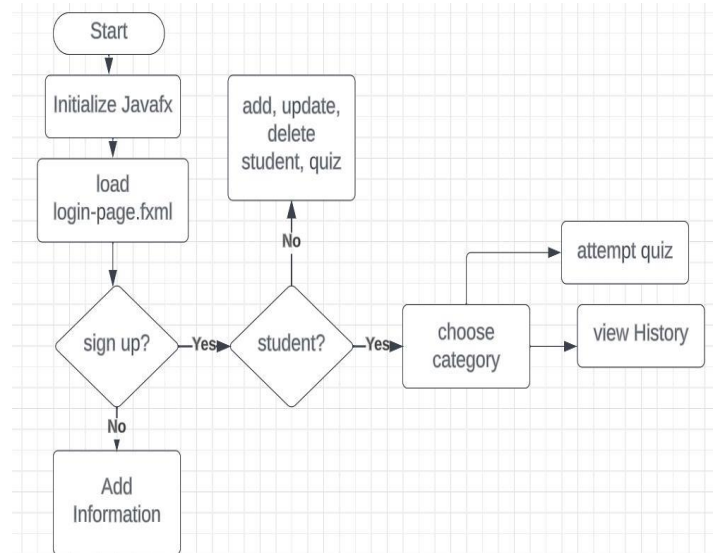 Start
Initialize Javafx
load
login-page.fxml
sign up?
Yes
No
Add
Information
student?
No
add, update,
delete
student, quiz
Yes
choose
category
attempt quiz
view History